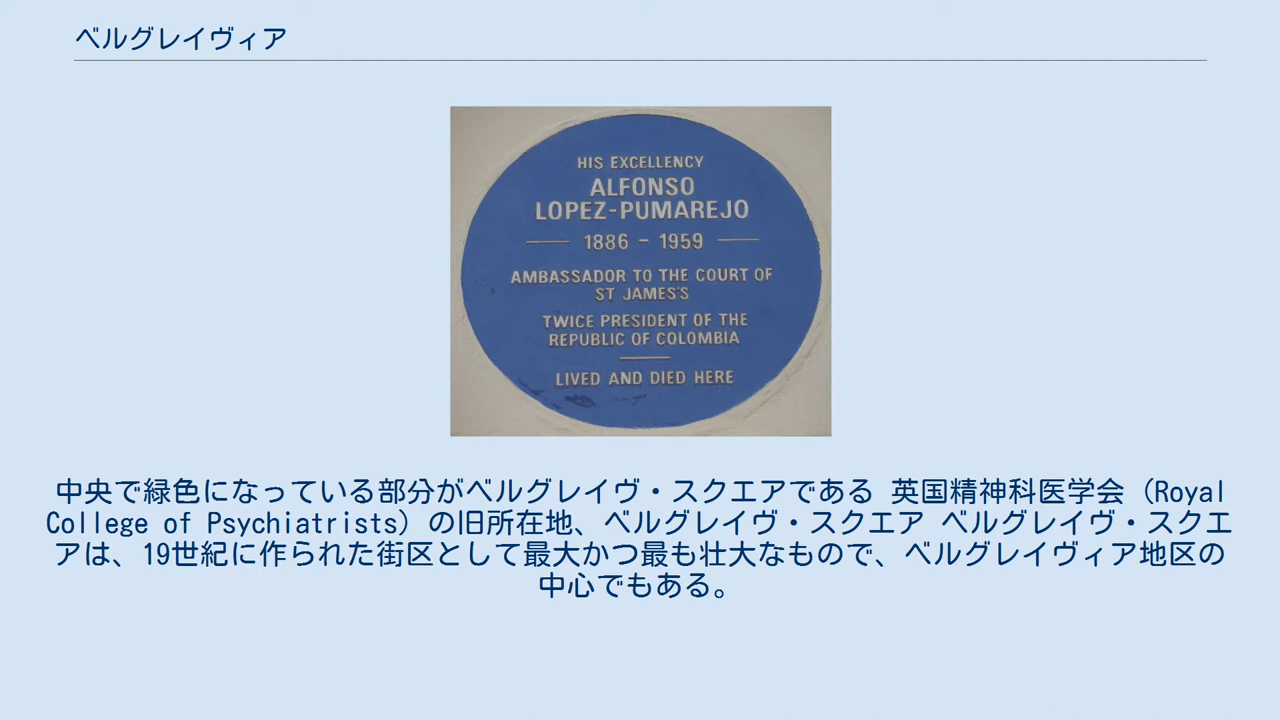 ベルグレイヴィア
HIS EXCELLENCY
ALFONSO
LOPEZ-PUMAREJO
1886 - 1959
AMBASSADOR TO THE COURT OF
ST JAMES'S
TWICE PRESIDENT OF THE
REPUBLIC OF COLOMBIA
LIVED AND DIED HERE
中央で緑色になっている部分がベルグレイヴ・スクエアである 英国精神科医学会（Royal
College of Psychiatrists）の旧所在地、ベルグレイヴ・スクエア ベルグレイヴ・スクエ
アは、19世紀に作られた街区として最大かつ最も壮大なもので、ベルグレイヴィア地区の
中心でもある。